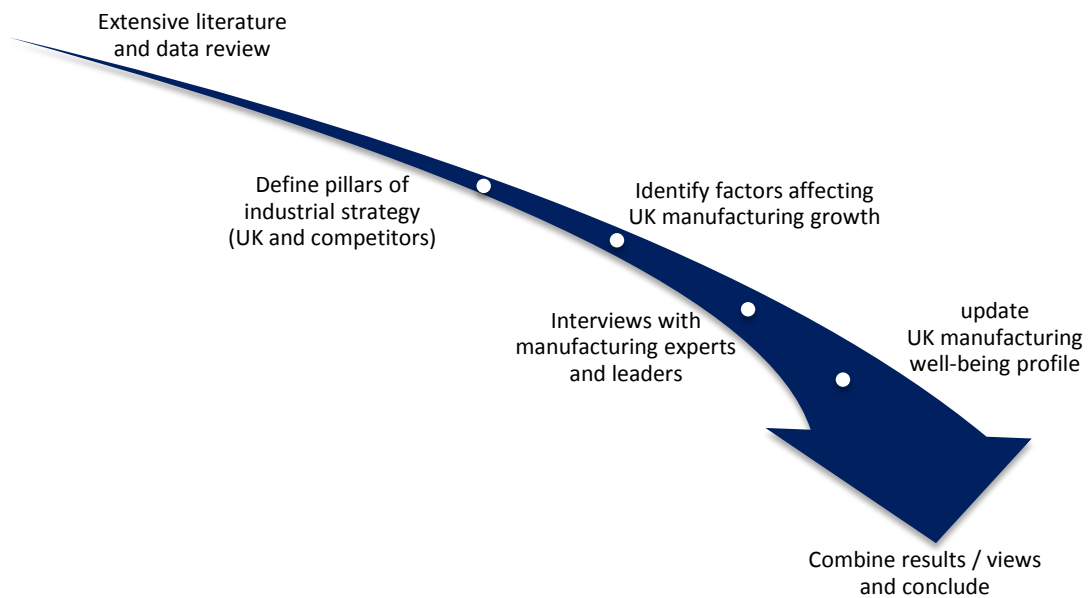 Extensive literature
and data review
Define pillars of
industrial strategy
(UK and competitors)
Identify factors affecting
UK manufacturing growth
Interviews with
manufacturing experts
and leaders
update
UK manufacturing
well-being profile
Combine results / views
and conclude